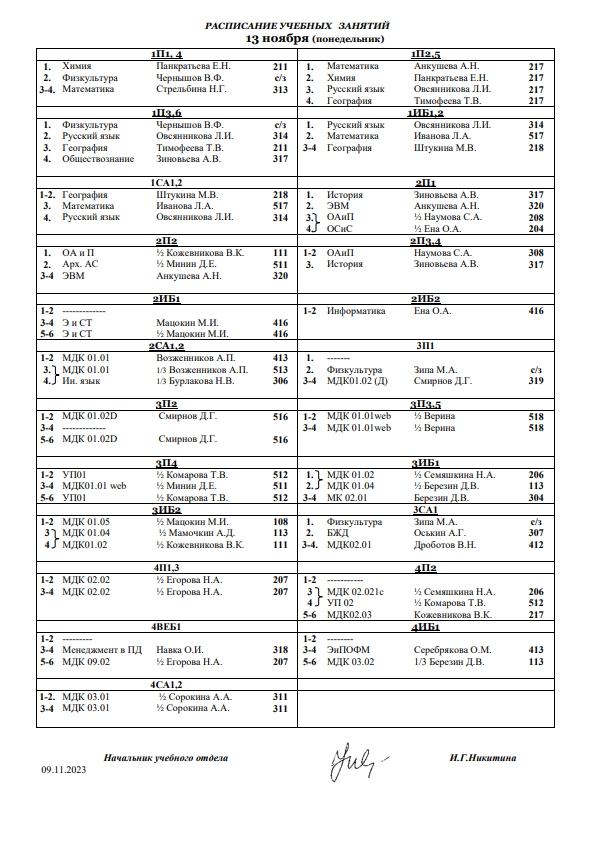 РАСПИСАНИЕ УЧЕБНЫХ ЗАНЯТИЙ
13 ноября (понедельник)
1П1, 4
1. Химия Панкратьева Е.Н. 211
2. Физкультура Чернышов В.Ф. с/з
3-4. Математика Стрельбина Н.Г. 313
1П2,5
1. Математика Анкушева А.Н. 217
2. Химия Панкратьева Е.Н. 217
3. Русский язык Овсянникова Л.И. 217
4. География Тимофеева Т.В. 217
1П3,6
1. Физкультура Чернышов В.Ф. с/з
2. Русский язык Овсянникова Л.И. 314
3. География Тимофеева Т.В. 211
4. Обществознание Зиновьева А.В. 317
1ИБ1,2
1. Русский язык Овсянникова Л.И. 314
2. Математика Иванова Л.А. 517
3-4 География Штукина М.В. 218
1СА1,2
1-2. География Штукина М.В. 218
3. Математика Иванова Л.А. 517
4. Русский язык Овсянникова Л.И. 314
2П1
1. История Зиновьева А.В. 317
2. ЭВМ Анкушева А.Н. 320
3. ОАиП ½ Наумова С.А. 208
4. ОСиС ½ Ена О.А. 204
2П2
1. ОА и П ½ Кожевникова В.К. 111
2. Арх. АС ½ Минин Д.Е. 511
3-4 ЭВМ Анкушева А.Н. 320
2П3,4
1-2 ОАиП Наумова С.А. 308
3. История Зиновьева А.В. 317
2ИБ1
1-2 -------------
3-4 Э и СТ Мацокин М.И. 416
5-6 Э и СТ ½ Мацокин М.И. 416
2ИБ2
1-2 Информатика Ена О.А. 416
2СА1,2
1-2 МДК 01.01 Возженников А.П. 413
3. МДК 01.01 1/3 Возженников А.П. 513
4. Ин. язык 1/3 Бурлакова Н.В. 306
3П1
1. -------
2. Физкультура Зипа М.А. с/з
3-4 МДК01.02 (Д) Смирнов Д.Г. 319
3П2
1-2 МДК 01.02D Смирнов Д.Г. 516
3-4 -------------
5-6 МДК 01.02D Смирнов Д.Г. 516
3П3,5
1-2 МДК 01.01web ½ Верина 518
3-4 МДК 01.01web ½ Верина 518
3П4
1-2 УП01 ½ Комарова Т.В. 512
3-4 МДК01.01 web ½ Минин Д.Е. 511
5-6 УП01 ½ Комарова Т.В. 512
3ИБ1
1. МДК 01.02 ½ Семяшкина Н.А. 206
2. МДК 01.04 ½ Березин Д.В. 113
3-4 МК 02.01 Березин Д.В. 304
3ИБ2
1-2 МДК 01.05 ½ Мацокин М.И. 108
3 МДК 01.04 ½ Мамочкин А.Д. 113
4 МДК01.02 ½ Кожевникова В.К. 111
3СА1
1. Физкультура Зипа М.А. с/з
2. БЖД Оськин А.Г. 307
3-4. МДК02.01 Дроботов В.Н. 412
4П1,3
1-2 МДК 02.02 ½ Егорова Н.А. 207
3-4 МДК 02.02 ½ Егорова Н.А. 207
4П2
1-2 -----------
3 МДК 02.021с ½ Семяшкина Н.А. 206
4 УП 02 ½ Комарова Т.В. 512
5-6 МДК02.03 Кожевникова В.К. 217
4ВЕБ1
1-2 ---------
3-4 Менеджмент в ПД Навка О.И. 318
5-6 МДК 09.02 ½ Егорова Н.А. 207
4ИБ1
1-2 --------
3-4 ЭиПОФМ Серебрякова О.М. 413
5-6 МДК 03.02 1/3 Березин Д.В. 113
4СА1,2
1-2. МДК 03.01 ½ Сорокина А.А. 311
3-4 МДК 03.01 ½ Сорокина А.А. 311
Начальник учебного отдела И.Г.Никитина
09.11.2023